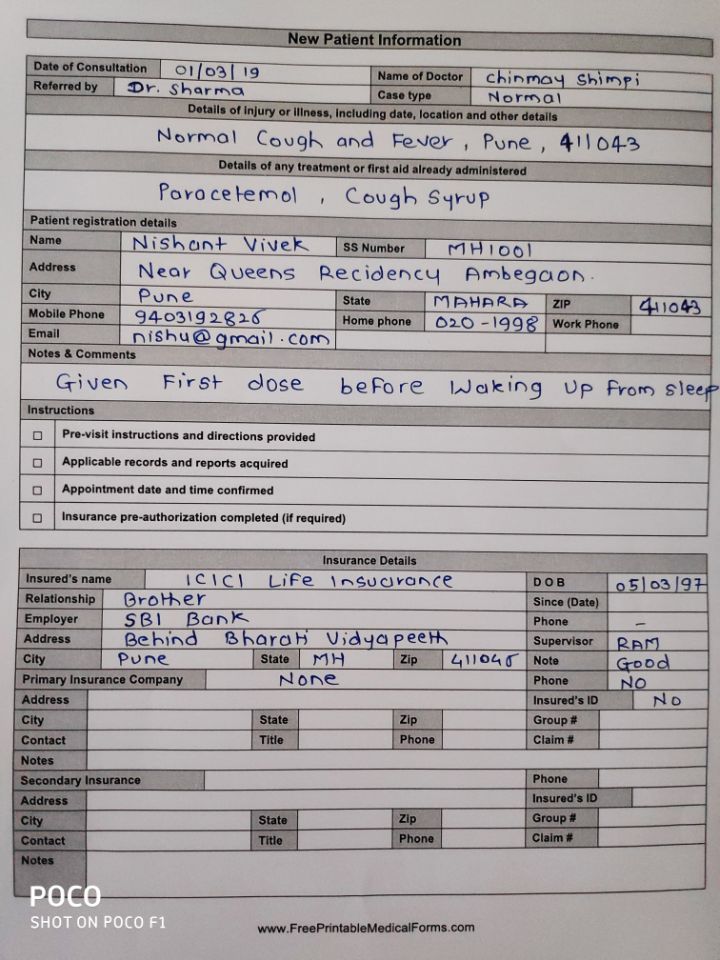 New Patient Information
Date of Consultation 01/03/19 Name of Doctor Chinmay Shimpi
Referred by Dr. Sharma Case type Normal
Details of injury or illness, including date, location and other details
Normal Cough and Fever, Pune, 411043
Details of any treatment or first aid already administered
Paracetemol, Cough Syrup
Patient registration details
Name Nishant Vivek SS Number MH1001
Address Near Queens Recidency Ambegaon.
City Pune State MAHARA ZIP 411043
Mobile Phone 9403192826 Home phone 020-1998 Work Phone
Email nishu@gmail.com
Notes & Comments
Given First dose before Waking Up from sleep
Instructions
Pre-visit instructions and directions provided
Applicable records and reports acquired
Appointment date and time confirmed
Insurance pre-authorization completed (if required)
Insurance Details
Insured's name ICICI Life Insurance DOB 05/03/97
Relationship Brother Since (Date)
Employer SBI Bank Phone –
Address Behind Bharati Vidyapeeth Supervisor RAM
City Pune State MH Zip 411046 Note Good
Primary Insurance Company None Phone NO
Address Insured's ID NO
City State Zip Group #
Contact Title Phone Claim #
Notes
Secondary Insurance Phone
Address Insured's ID
City State Zip Group #
Contact Title Phone Claim #
Notes
POCO
SHOT ON POCO F1
www.FreePrintableMedicalForms.com